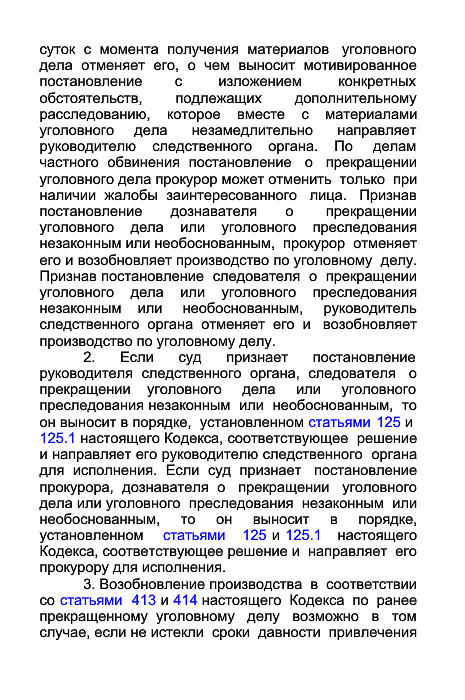 суток с момента получения материалов уголовного
дела отменяет его, о чем выносит мотивированное
постановление с изложением конкретных
обстоятельств, подлежащих дополнительному
расследованию, которое вместе с материалами
уголовного дела незамедлительно направляет
руководителю следственного органа. По делам
частного обвинения постановление о прекращении
уголовного дела прокурор может отменить только при
наличии жалобы заинтересованного лица. Признав
постановление дознавателя о прекращении
уголовного дела или уголовного преследования
незаконным или необоснованным, прокурор отменяет
его и возобновляет производство по уголовному делу.
Признав постановление следователя о прекращении
уголовного дела или уголовного преследования
незаконным или необоснованным, руководитель
следственного органа отменяет его и возобновляет
производство по уголовному делу.
2. Если суд признает постановление
руководителя следственного органа, следователя о
прекращении уголовного дела или уголовного
преследования незаконным или необоснованным, то
он выносит в порядке, установленном статьями 125 и
125.1 настоящего Кодекса, соответствующее решение
и направляет его руководителю следственного органа
для исполнения. Если суд признает постановление
прокурора, дознавателя о прекращении уголовного
дела или уголовного преследования незаконным или
необоснованным, то он выносит в порядке,
установленном статьями 125 и 125.1 настоящего
Кодекса, соответствующее решение и направляет его
прокурору для исполнения.
3. Возобновление производства в соответствии
со статьями 413 и 414 настоящего Кодекса по ранее
прекращенному уголовному делу возможно в том
случае, если не истекли сроки давности привлечения